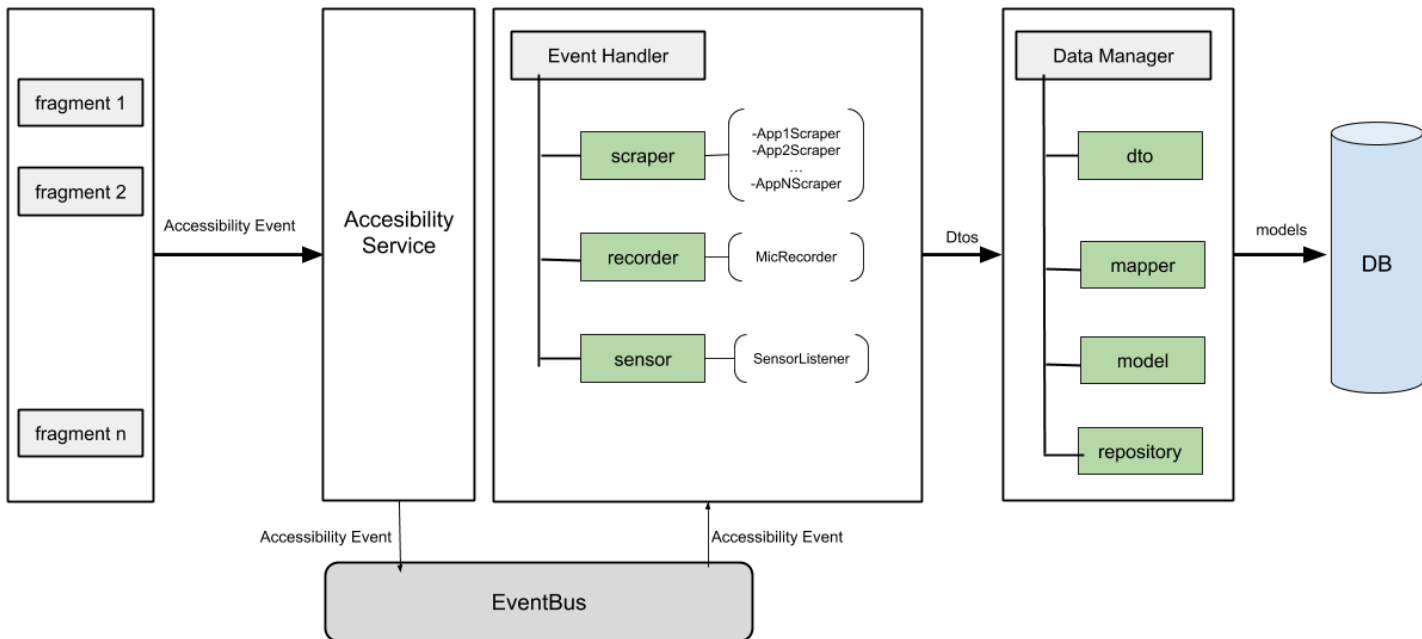 fragment 1
fragment 2
fragment n
Accessibility Event
Accesibility
Service
Event Handler
scraper
-App1Scraper
-App2Scraper
...
-AppNScraper
recorder
MicRecorder
sensor
SensorListener
Dtos
Data Manager
dto
mapper
model
repository
models
DB
Accessibility Event
Accessibility Event
EventBus